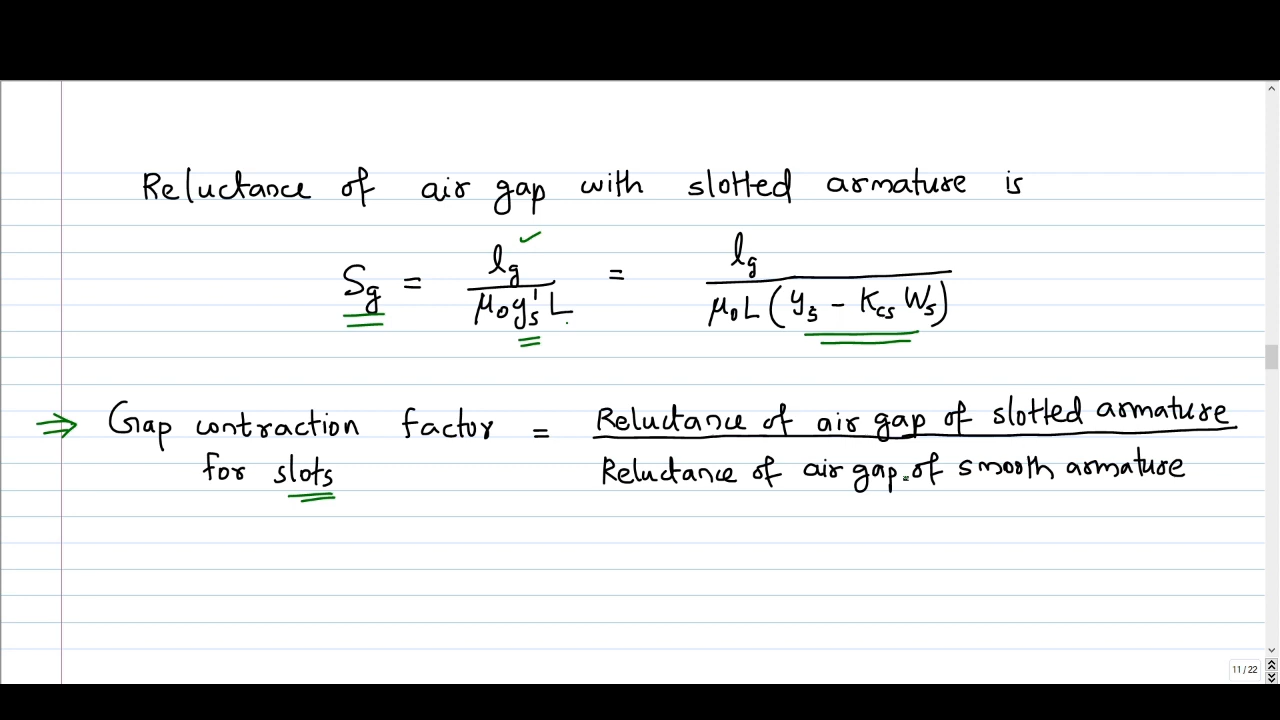 Reluctance of air gap with slotted armature is
Sg = lg / μ0 ys' L = lg / μ0 L (ys - Kcs Ws)
⇒ Gap contraction factor for slots = Reluctance of air gap of slotted armature / Reluctance of air gap of smooth armature
11 / 22